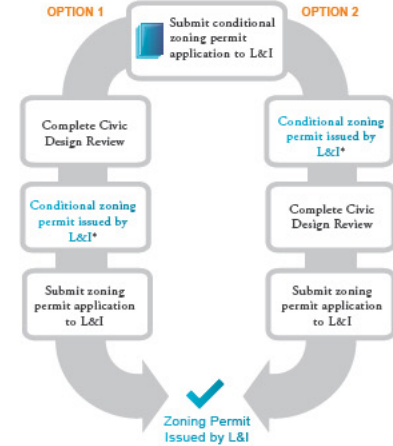 OPTION 1
OPTION 2
Submit conditional
zoning permit
application to L&I
Complete Civic
Design Review
Conditional zoning
permit issued by
L&I*
Submit zoning
permit application
to L&I
Conditional zoning
permit issued by
L&I*
Complete Civic
Design Review
Submit zoning
permit application
to L&I
Zoning Permit
Issued by L&I